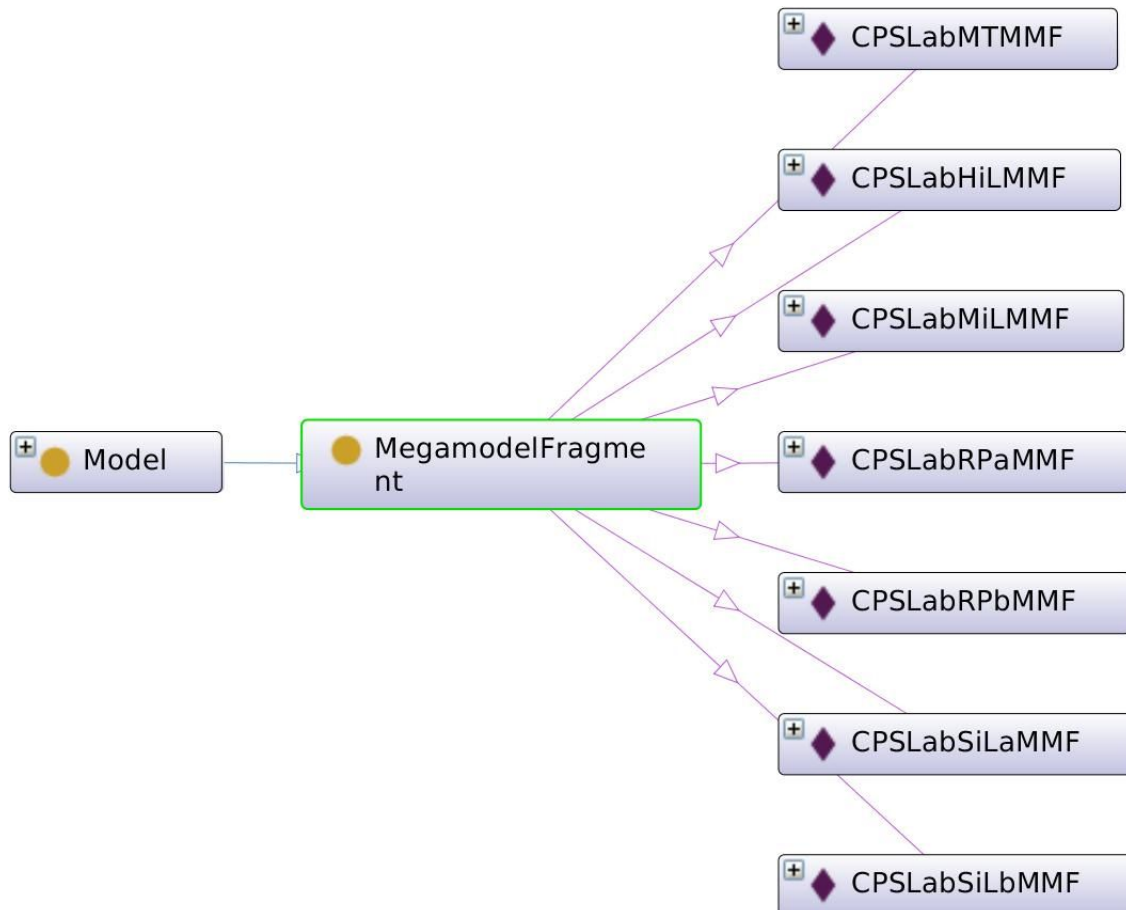 CPSLabMTMMF
CPSLabHiLMMF
CPSLabMiLMMF
Model
MegamodelFragme
nt
CPSLabRPaMMF
CPSLabRPbMMF
CPSLabSiLaMMF
CPSLabSiLbMMF